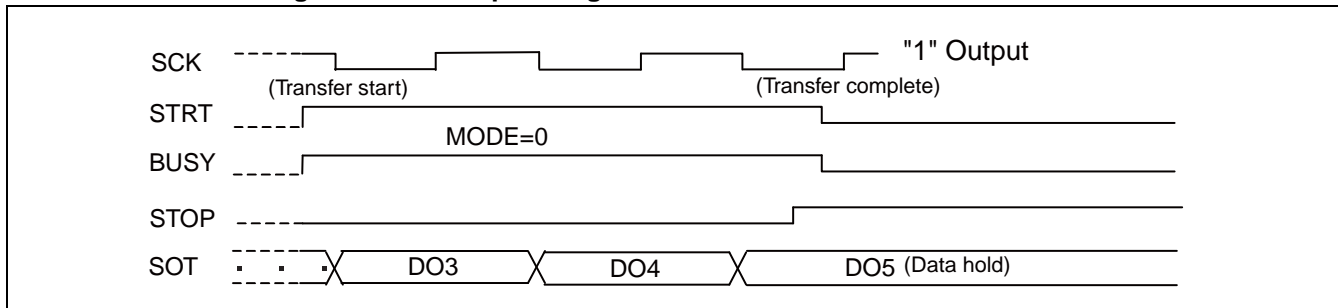 SCK
"1" Output
(Transfer start)
(Transfer complete)
STRT
MODE=0
BUSY
STOP
SOT
DO3
DO4
DO5 (Data hold)